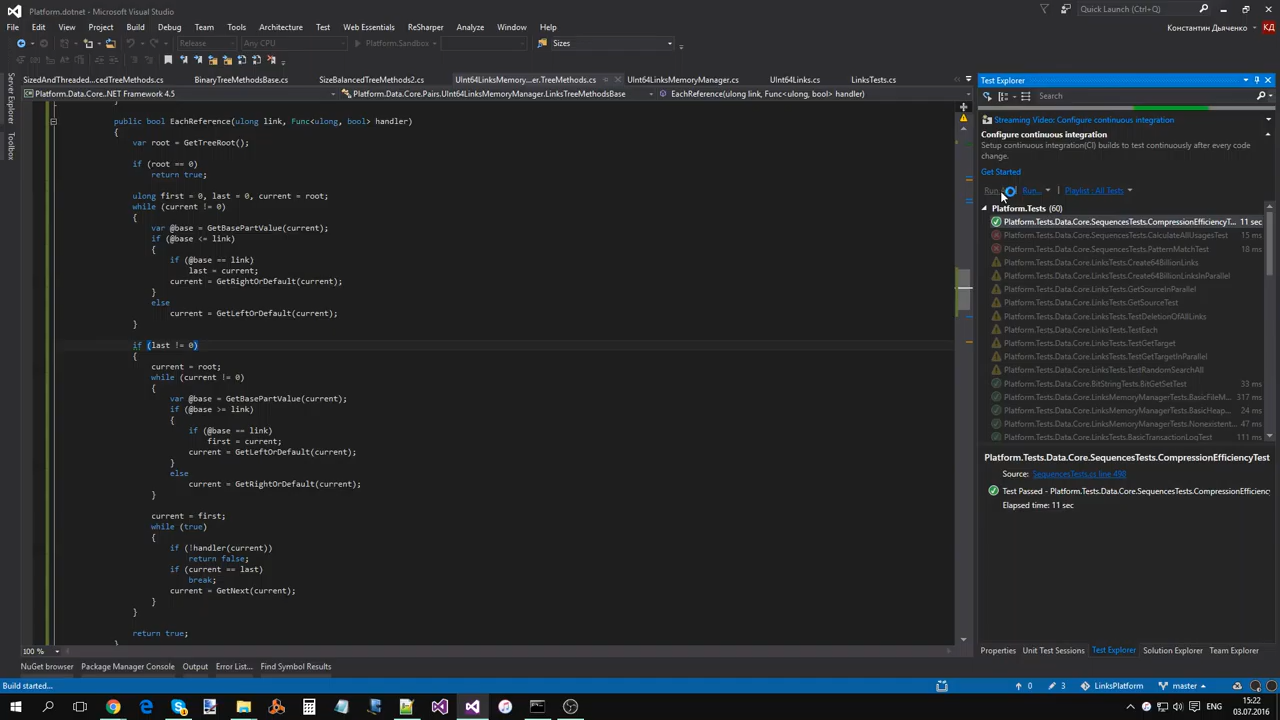 Platform.dotnet - Microsoft Visual Studio
Quick Launch (Ctrl+Q)
File Edit View Project Build Debug Team Tools Architecture Test Web Essentials ReSharper Analyze Window Help
Константин Дьяченко КД
Release Any CPU Platform.Sandbox Sizes
SizedAndThreaded...cedTreeMethods.cs BinaryTreeMethodsBase.cs SizeBalancedTreeMethods2.cs UInt64LinksMemory...er.TreeMethods.cs UInt64LinksMemoryManager.cs UInt64Links.cs LinksTests.cs
Platform.Data.Core..NET Framework 4.5 Platform.Data.Core.Pairs.UInt64LinksMemoryManager.LinksTreeMethodsBase EachReference(ulong link, Func<ulong, bool> handler)
Server Explorer
Toolbox
public bool EachReference(ulong link, Func<ulong, bool> handler)
{
var root = GetTreeRoot();
if (root == 0)
return true;
ulong first = 0, last = 0, current = root;
while (current != 0)
{
var @base = GetBasePartValue(current);
if (@base <= link)
{
if (@base == link)
last = current;
current = GetRightOrDefault(current);
}
else
current = GetLeftOrDefault(current);
}
if (last != 0)
{
current = root;
while (current != 0)
{
var @base = GetBasePartValue(current);
if (@base >= link)
{
if (@base == link)
first = current;
current = GetLeftOrDefault(current);
}
else
current = GetRightOrDefault(current);
}
current = first;
while (true)
{
if (!handler(current))
return false;
if (current == last)
break;
current = GetNext(current);
}
}
return true;
}
100 %
Test Explorer
Search
Streaming Video: Configure continuous integration
Configure continuous integration
Setup continuous integration(CI) builds to test continuously after every code
change.
Get Started
Run Run... Playlist : All Tests
Platform.Tests (60)
Platform.Tests.Data.Core.SequencesTests.CompressionEfficiencyT... 11 sec
Platform.Tests.Data.Core.SequencesTests.CalculateAllUsagesTest 15 ms
Platform.Tests.Data.Core.SequencesTests.PatternMatchTest 18 ms
Platform.Tests.Data.Core.LinksTests.Create64BillionLinks
Platform.Tests.Data.Core.LinksTests.Create64BillionLinksInParallel
Platform.Tests.Data.Core.LinksTests.GetSourceInParallel
Platform.Tests.Data.Core.LinksTests.GetSourceTest
Platform.Tests.Data.Core.LinksTests.TestDeletionOfAllLinks
Platform.Tests.Data.Core.LinksTests.TestEach
Platform.Tests.Data.Core.LinksTests.TestGetTarget
Platform.Tests.Data.Core.LinksTests.TestGetTargetInParallel
Platform.Tests.Data.Core.LinksTests.TestRandomSearchAll
Platform.Tests.Data.Core.BitStringTests.BitGetSetTest 33 ms
Platform.Tests.Data.Core.LinksMemoryManagerTests.BasicFileM... 317 ms
Platform.Tests.Data.Core.LinksMemoryManagerTests.BasicHeap... 24 ms
Platform.Tests.Data.Core.LinksMemoryManagerTests.Nonexistent... 47 ms
Platform.Tests.Data.Core.LinksTests.BasicTransactionLogTest 111 ms
Platform.Tests.Data.Core.SequencesTests.CompressionEfficiencyTest
Source: SequencesTests.cs line 498
Test Passed - Platform.Tests.Data.Core.SequencesTests.CompressionEfficiency
Elapsed time: 11 sec
Properties Unit Test Sessions Test Explorer Solution Explorer Team Explorer
NuGet browser Package Manager Console Output Error List... Find Symbol Results
Build started... 0 3 LinksPlatform master
15:22
03.07.2016